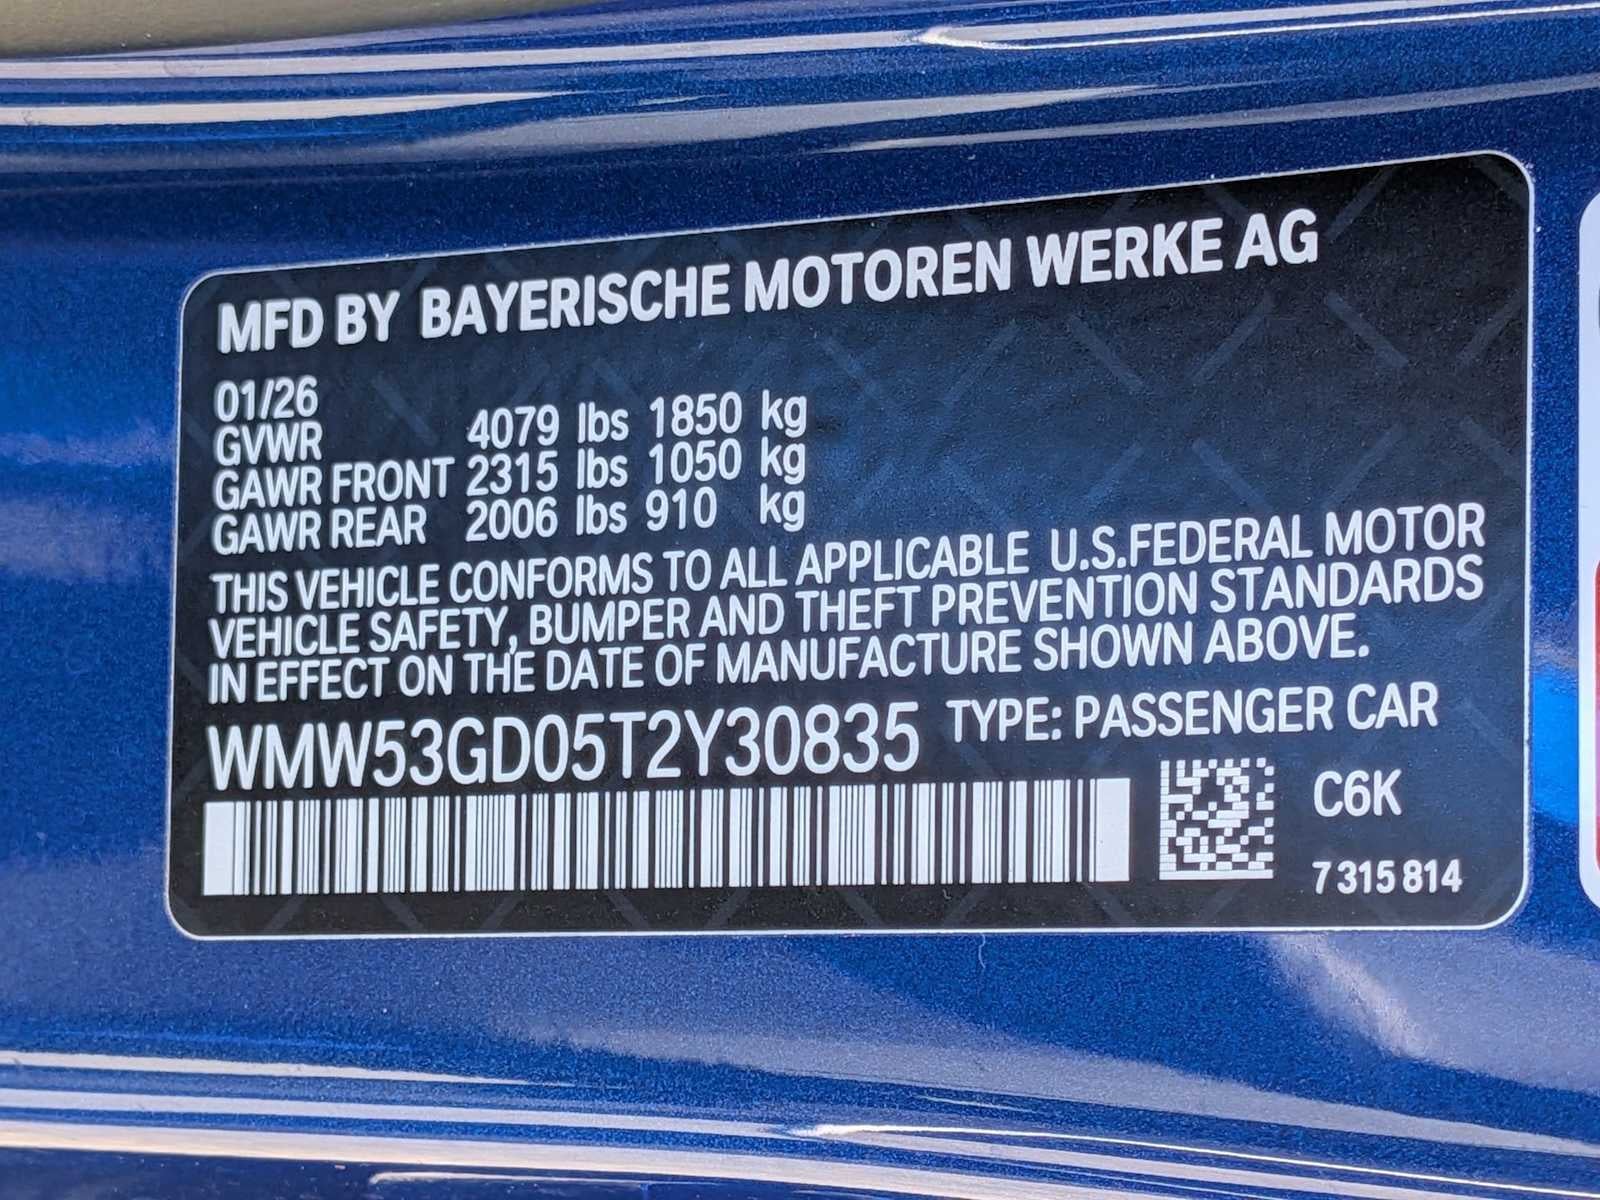 MFD BY BAYERISCHE MOTOREN WERKE AG
01/26
GVWR 4079 lbs 1850 kg
GAWR FRONT 2315 lbs 1050 kg
GAWR REAR 2006 lbs 910 kg
THIS VEHICLE CONFORMS TO ALL APPLICABLE U.S.FEDERAL MOTOR
VEHICLE SAFETY, BUMPER AND THEFT PREVENTION STANDARDS
IN EFFECT ON THE DATE OF MANUFACTURE SHOWN ABOVE.
WMW53GD05T2Y30835 TYPE: PASSENGER CAR
C6K
7 315 814